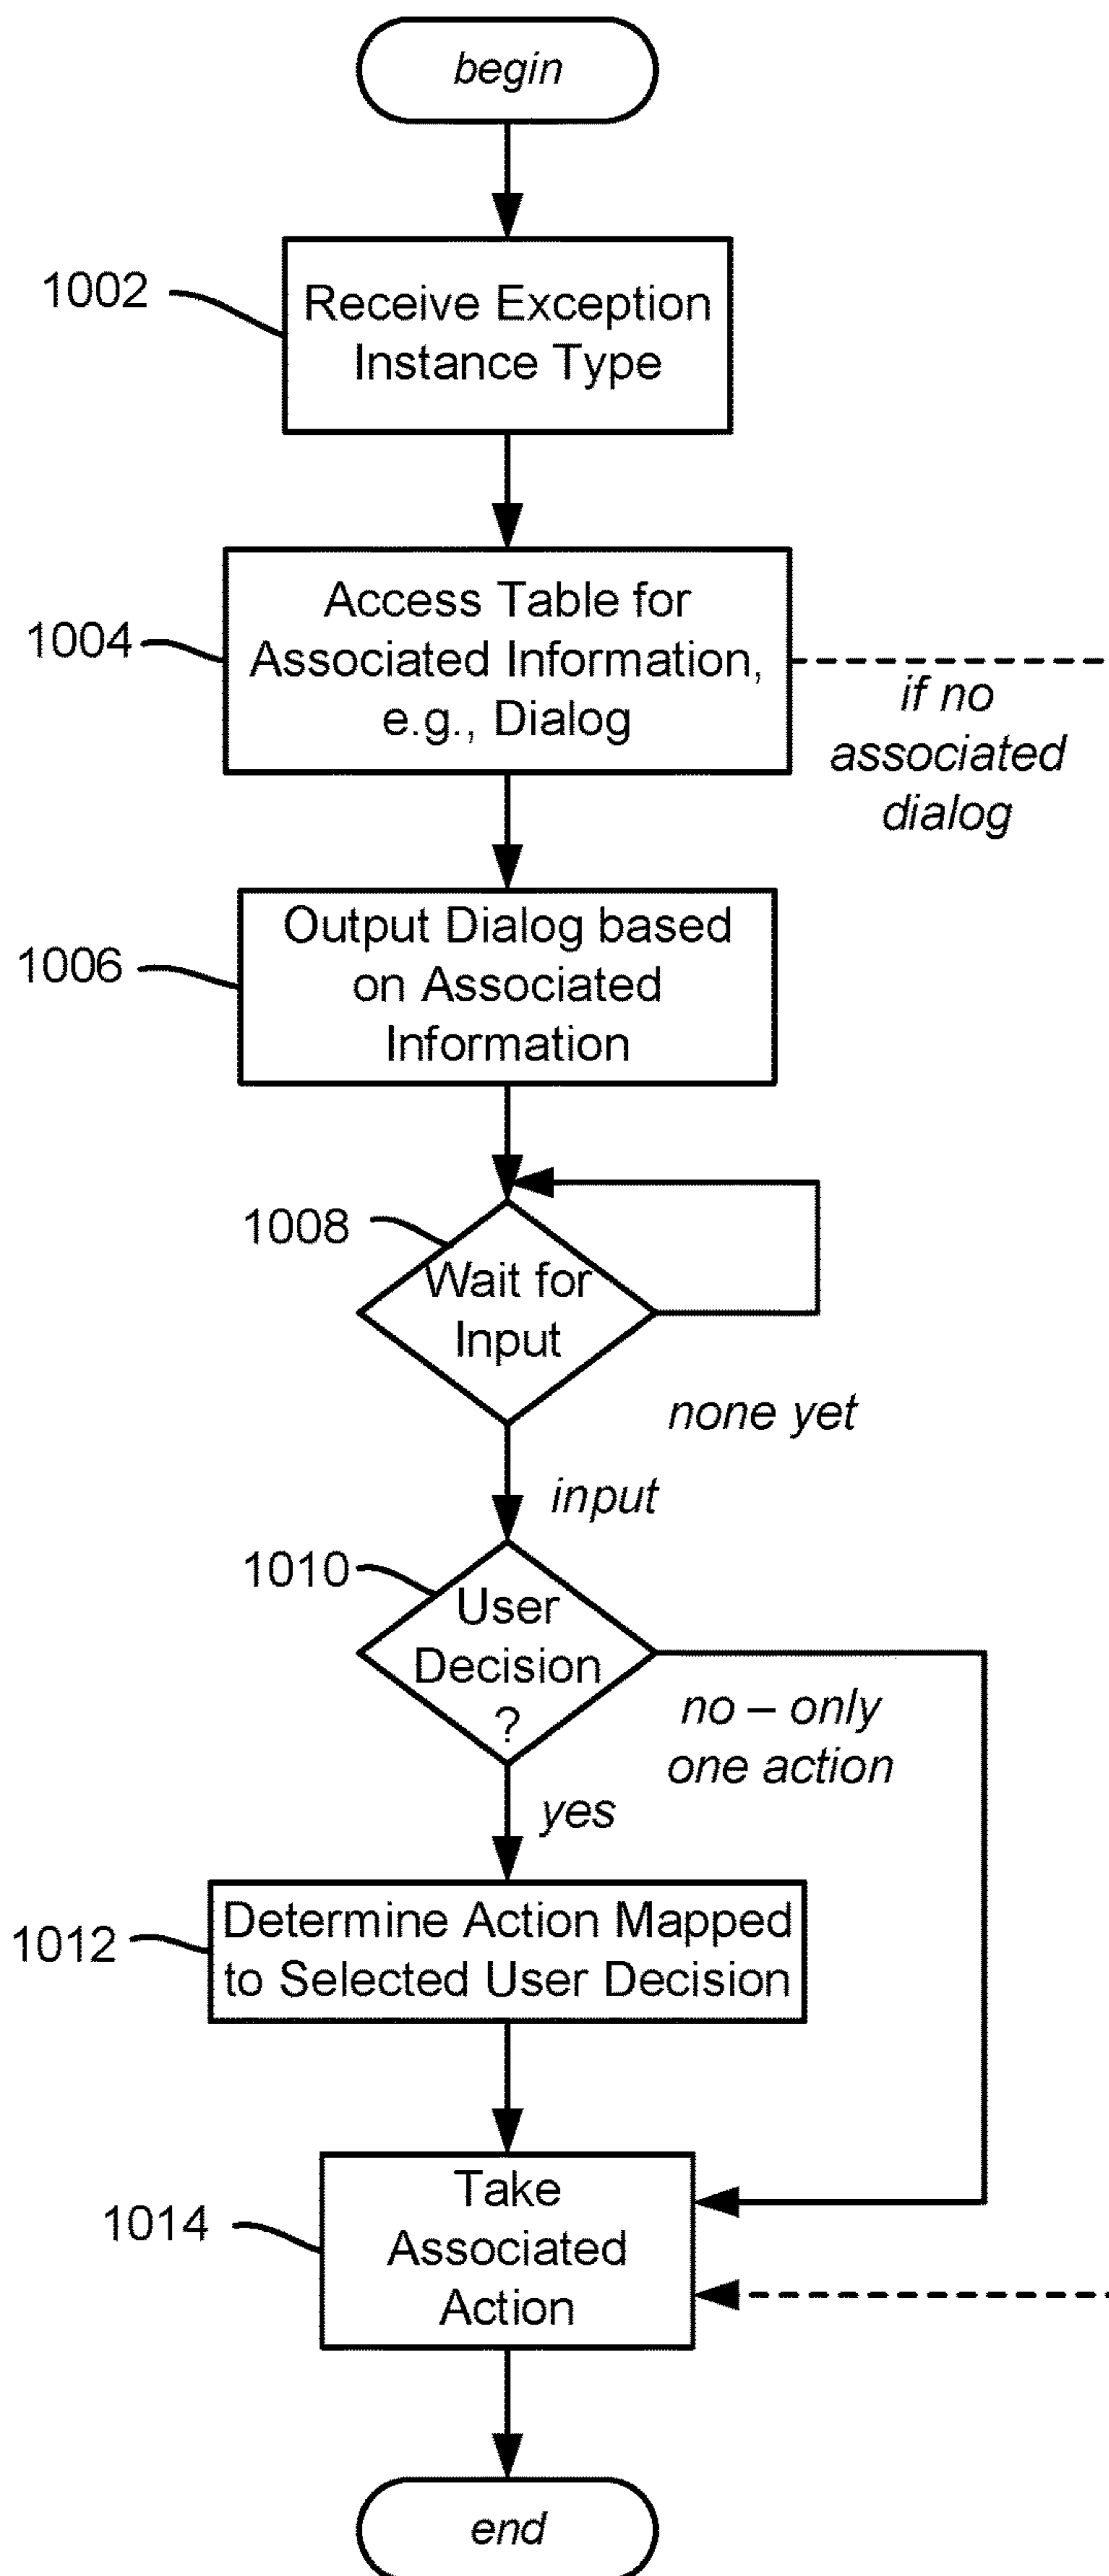 begin
1002
Receive Exception
Instance Type
1004
Access Table for
Associated Information,
e.g., Dialog
if no
associated
dialog
1006
Output Dialog based
on Associated
Information
1008
Wait for
Input
none yet
input
1010
User
Decision
?
no – only
one action
yes
1012
Determine Action Mapped
to Selected User Decision
1014
Take
Associated
Action
end